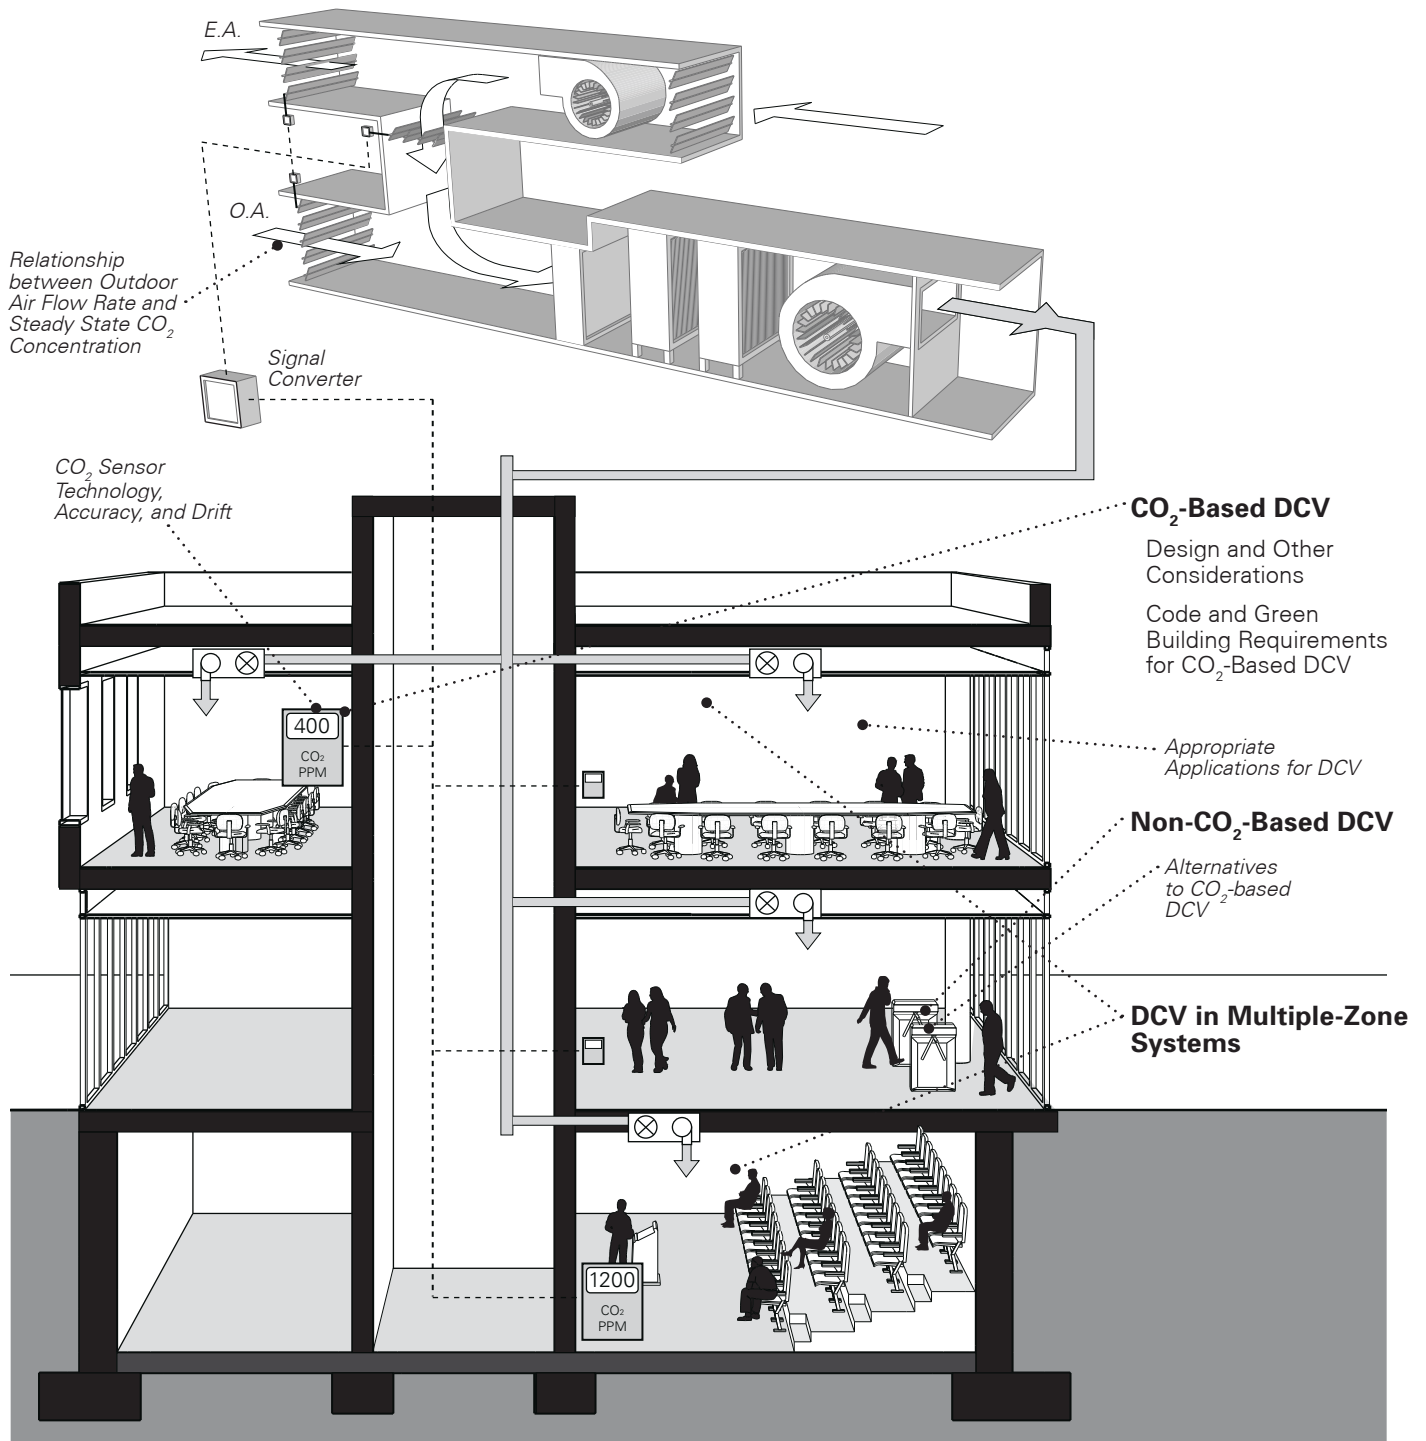 E.A.
O.A.
Relationship
between Outdoor
Air Flow Rate and
Steady State CO₂
Concentration
Signal
Converter
CO₂ Sensor
Technology,
Accuracy, and Drift
CO₂-Based DCV
Design and Other
Considerations
Code and Green
Building Requirements
for CO₂-Based DCV
400
CO₂
PPM
Appropriate
Applications for DCV
Non-CO₂-Based DCV
Alternatives
to CO₂-based
DCV
DCV in Multiple-Zone
Systems
1200
CO₂
PPM